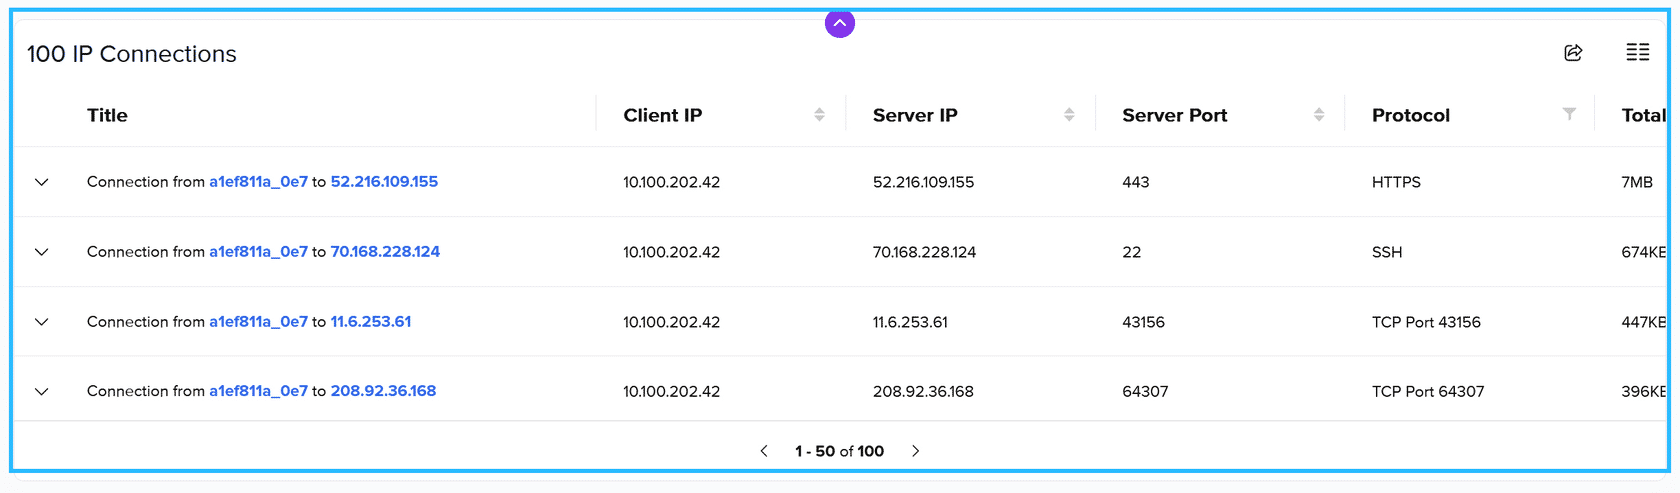 100 IP Connections
Title Client IP Server IP Server Port Protocol Total
Connection from a1ef811a_0e7 to 52.216.109.155 10.100.202.42 52.216.109.155 443 HTTPS 7MB
Connection from a1ef811a_0e7 to 70.168.228.124 10.100.202.42 70.168.228.124 22 SSH 674KB
Connection from a1ef811a_0e7 to 11.6.253.61 10.100.202.42 11.6.253.61 43156 TCP Port 43156 447KB
Connection from a1ef811a_0e7 to 208.92.36.168 10.100.202.42 208.92.36.168 64307 TCP Port 64307 396KB
1 - 50 of 100